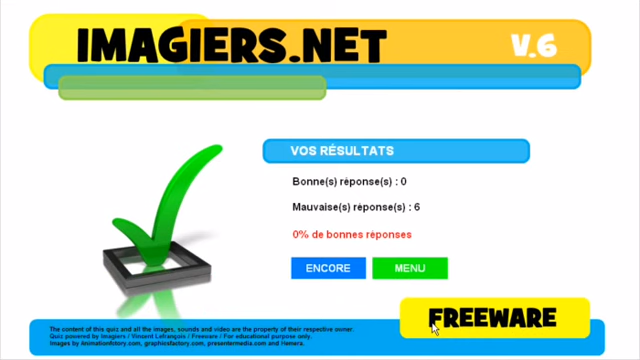 IMAGIERS.NET
V.6
VOS RÉSULTATS
Bonne(s) réponse(s) : 0
Mauvaise(s) réponse(s) : 6
0% de bonnes réponses
ENCORE
MENU
FREEWARE
The content of this quiz and all the images, sounds and video are the property of their respective owner.
Quiz powered by Imagiers / Vincent Lefrançois / Freeware / For educational purpose only.
Images by Animationfotory.com, graphicsfactory.com, presentermedia.com and Hemera.